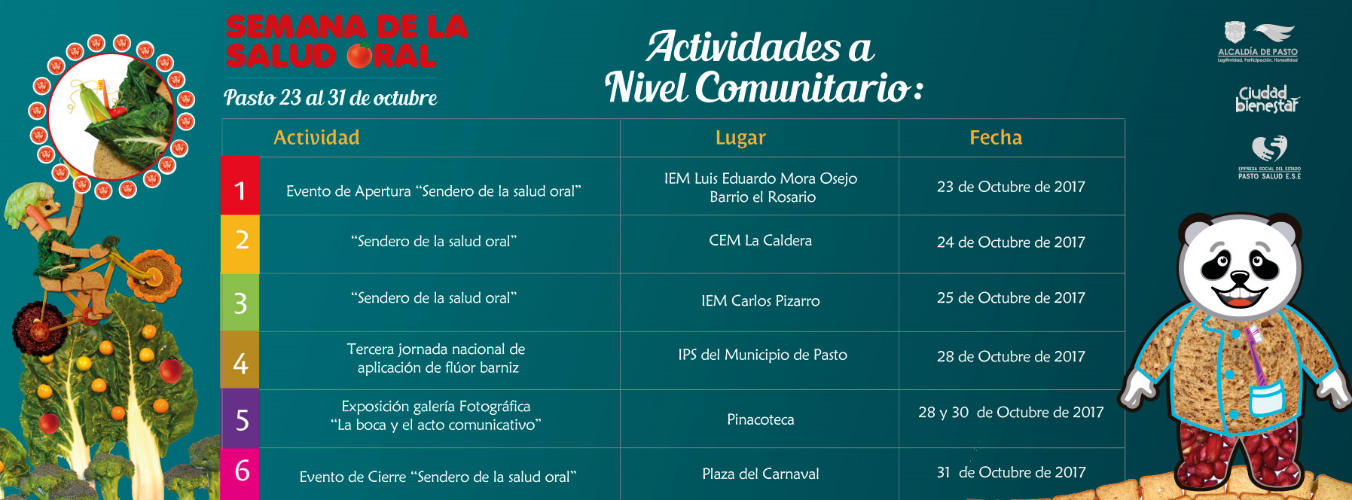 SEMANA DE LA
SALUD ORAL
Pasto 23 al 31 de octubre
Actividades a
Nivel Comunitario:
ALCALDÍA DE PASTO
Legitimidad, Participación, Honestidad
Ciudad
bienestar
EMPRESA SOCIAL DEL ESTADO
PASTO SALUD E.S.E
Actividad Lugar Fecha
1 Evento de Apertura “Sendero de la salud oral” IEM Luis Eduardo Mora Osejo 23 de Octubre de 2017
Barrio el Rosario
2 “Sendero de la salud oral” CEM La Caldera 24 de Octubre de 2017
3 “Sendero de la salud oral” IEM Carlos Pizarro 25 de Octubre de 2017
4 Tercera jornada nacional de IPS del Municipio de Pasto 28 de Octubre de 2017
aplicación de flúor barniz
5 Exposición galería Fotográfica Pinacoteca 28 y 30 de Octubre de 2017
“La boca y el acto comunicativo”
6 Evento de Cierre “Sendero de la salud oral” Plaza del Carnaval 31 de Octubre de 2017